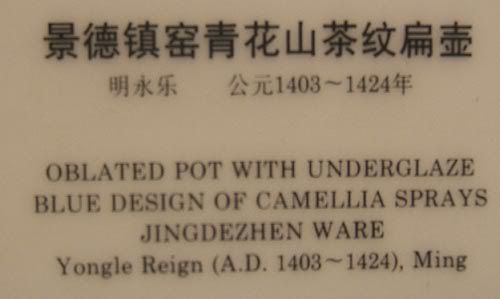 景德镇窑青花山茶纹扁壶
明永乐 公元1403～1424年
OBLATED POT WITH UNDERGLAZE
BLUE DESIGN OF CAMELLIA SPRAYS
JINGDEZHEN WARE
Yongle Reign (A.D. 1403～1424), Ming